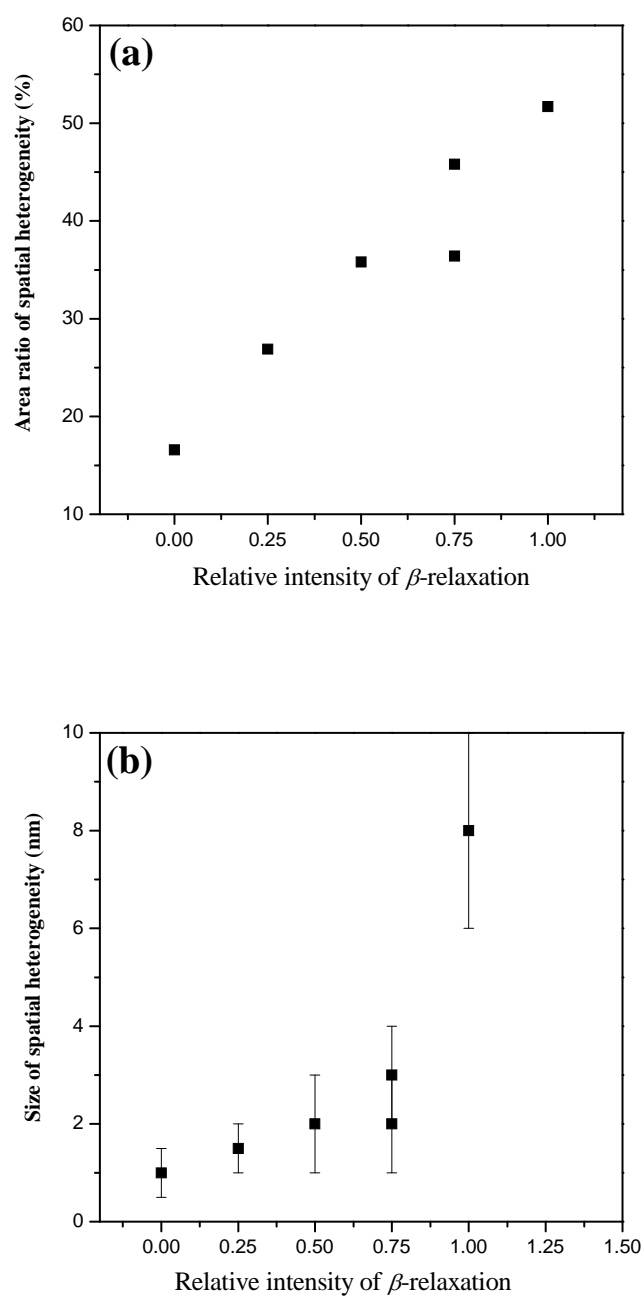 (a)
Area ratio of spatial heterogeneity (%)
60
50
40
30
20
10
0.00 0.25 0.50 0.75 1.00
Relative intensity of β-relaxation
(b)
Size of spatial heterogeneity (nm)
10
8
6
4
2
0
0.00 0.25 0.50 0.75 1.00 1.25 1.50
Relative intensity of β-relaxation